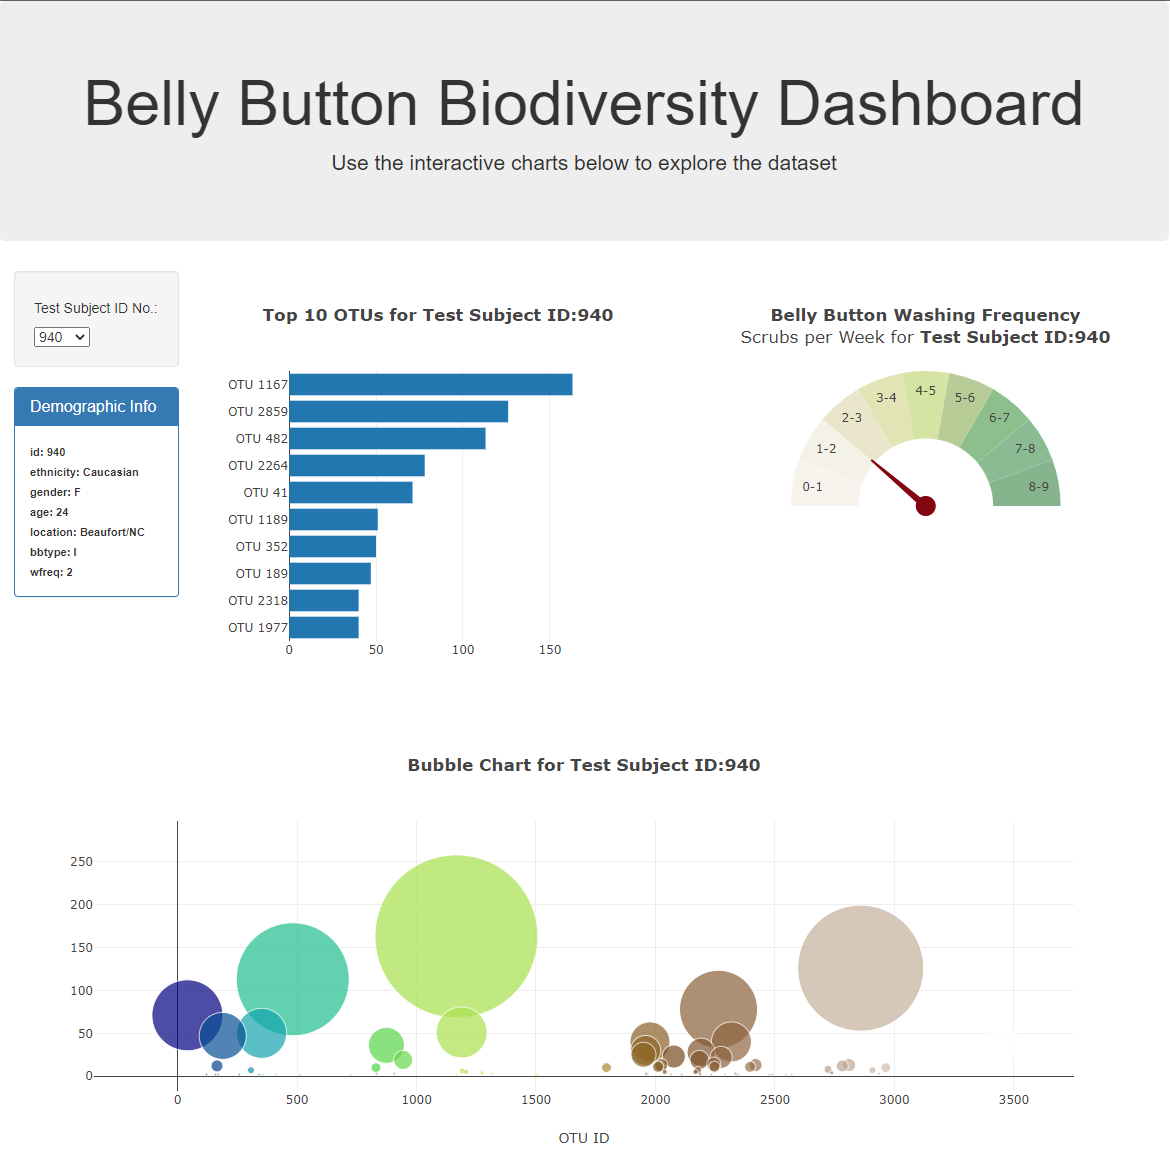 Belly Button Biodiversity Dashboard
Use the interactive charts below to explore the dataset
Test Subject ID No.:
940
Demographic Info
id: 940
ethnicity: Caucasian
gender: F
age: 24
location: Beaufort/NC
bbtype: I
wfreq: 2
Top 10 OTUs for Test Subject ID:940
OTU 1167
OTU 2859
OTU 482
OTU 2264
OTU 41
OTU 1189
OTU 352
OTU 189
OTU 2318
OTU 1977
0 50 100 150
Belly Button Washing Frequency
Scrubs per Week for Test Subject ID:940
0-1
1-2
2-3
3-4
4-5
5-6
6-7
7-8
8-9
Bubble Chart for Test Subject ID:940
250
200
150
100
50
0
0 500 1000 1500 2000 2500 3000 3500
OTU ID